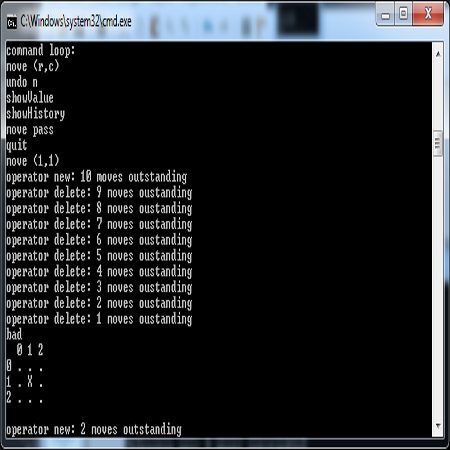 C:\Windows\system32\cmd.exe
command loop:
move (r,c)
undo n
showValue
showHistory
move pass
quit
move (1,1)
operator new: 10 moves outstanding
operator delete: 9 moves oustanding
operator delete: 8 moves oustanding
operator delete: 7 moves oustanding
operator delete: 6 moves oustanding
operator delete: 5 moves oustanding
operator delete: 4 moves oustanding
operator delete: 3 moves oustanding
operator delete: 2 moves oustanding
operator delete: 1 moves oustanding
bad
0 1 2
0 . . .
1 . X .
2 . . .
operator new: 2 moves outstanding